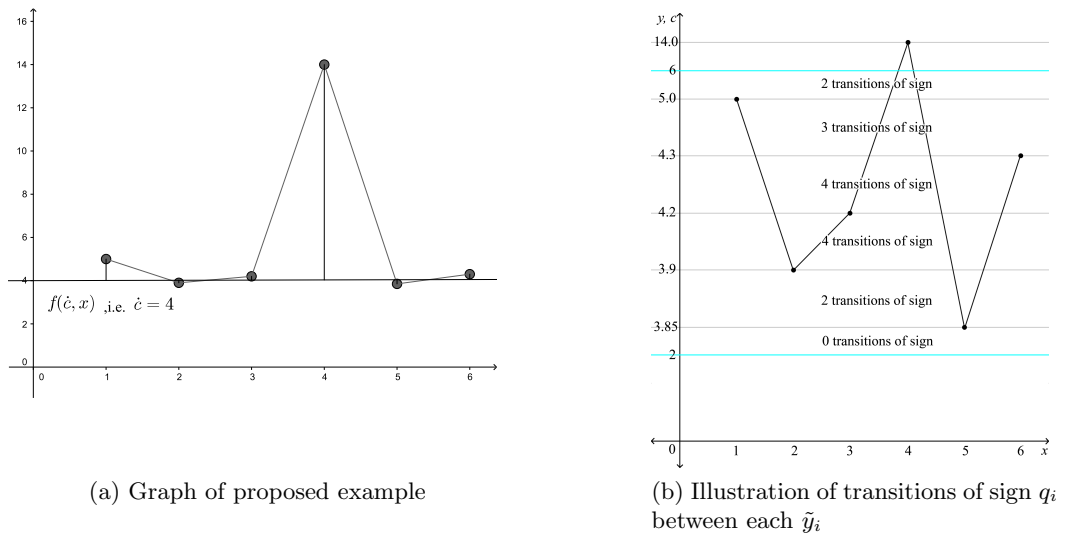 16
14
12
10
8
6
4
2
0
f(ċ, x) ,i.e. ċ = 4
0 1 2 3 4 5 6
(a) Graph of proposed example
y, c
14.0
6
2 transitions of sign
5.0
3 transitions of sign
4.3
4 transitions of sign
4.2
4 transitions of sign
3.9
2 transitions of sign
3.85
0 transitions of sign
2
0 1 2 3 4 5 6 x
(b) Illustration of transitions of sign qᵢ
between each ỹᵢ